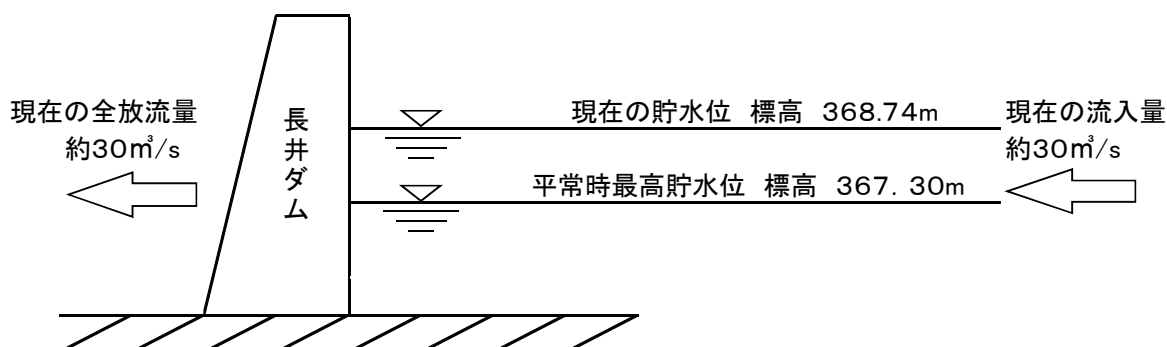 現在の全放流量
約30㎥/s
長井ダム
現在の貯水位 標高 368.74m
平常時最高貯水位 標高 367.30m
現在の流入量
約30㎥/s